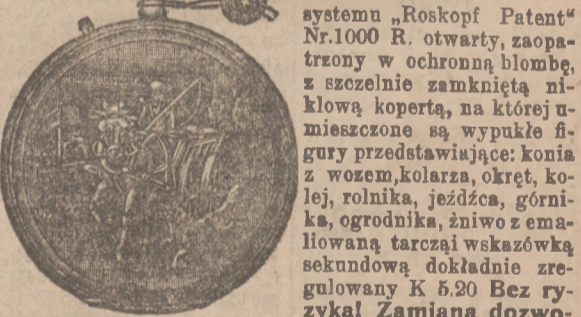 systemu „Roskopf Patent“
Nr.1000 R. otwarty, zaopa-
trzony w ochronną blombę,
z szczelnie zamkniętą ni-
klową kopertą, na której u-
mieszczone są wypukłe fi-
gury przedstawiające: konia
z wozem,kolarza, okręt, ko-
lej, rolnika, jeźdźca, górni-
ka, ogrodnika, żniwo z ema-
liowaną tarcząi wskazówką
sekundową dokładnie zre-
gulowany K 5.20 Bez ry-
zyka! Zamiana dozwo-